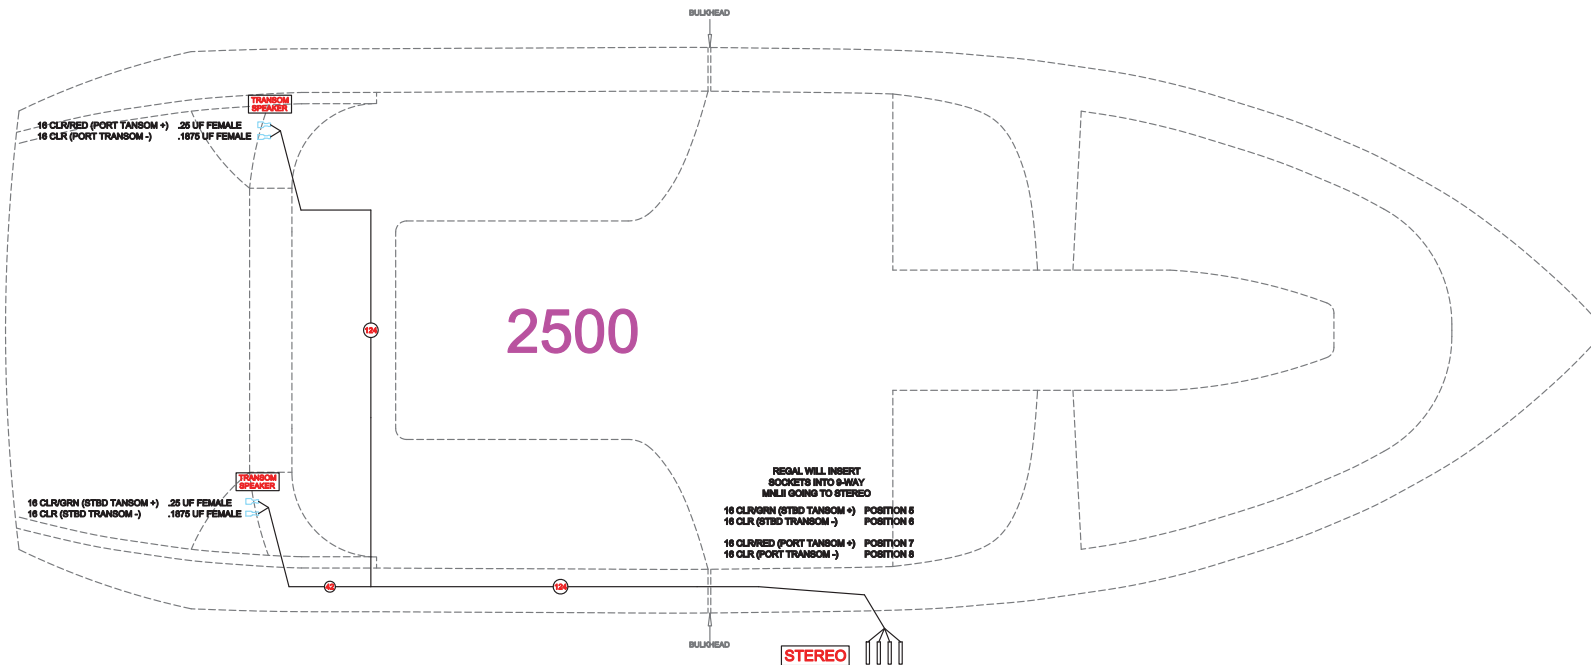 BULKHEAD
TRANSOM
SPEAKER
16 CLR/RED (PORT TANSOM +) .25 UF FEMALE
16 CLR (PORT TRANSOM -) .1875 UF FEMALE
124
2500
TRANSOM
SPEAKER
16 CLR/GRN (STBD TANSOM +) .25 UF FEMALE
16 CLR (STBD TRANSOM -) .1875 UF FEMALE
REGAL WILL INSERT
SOCKETS INTO 9-WAY
MNLII GOING TO STEREO
16 CLR/GRN (STBD TANSOM +) POSITION 5
16 CLR (STBD TRANSOM -) POSITION 6
16 CLR/RED (PORT TANSOM +) POSITION 7
16 CLR (PORT TRANSOM -) POSITION 8
42
124
BULKHEAD
STEREO